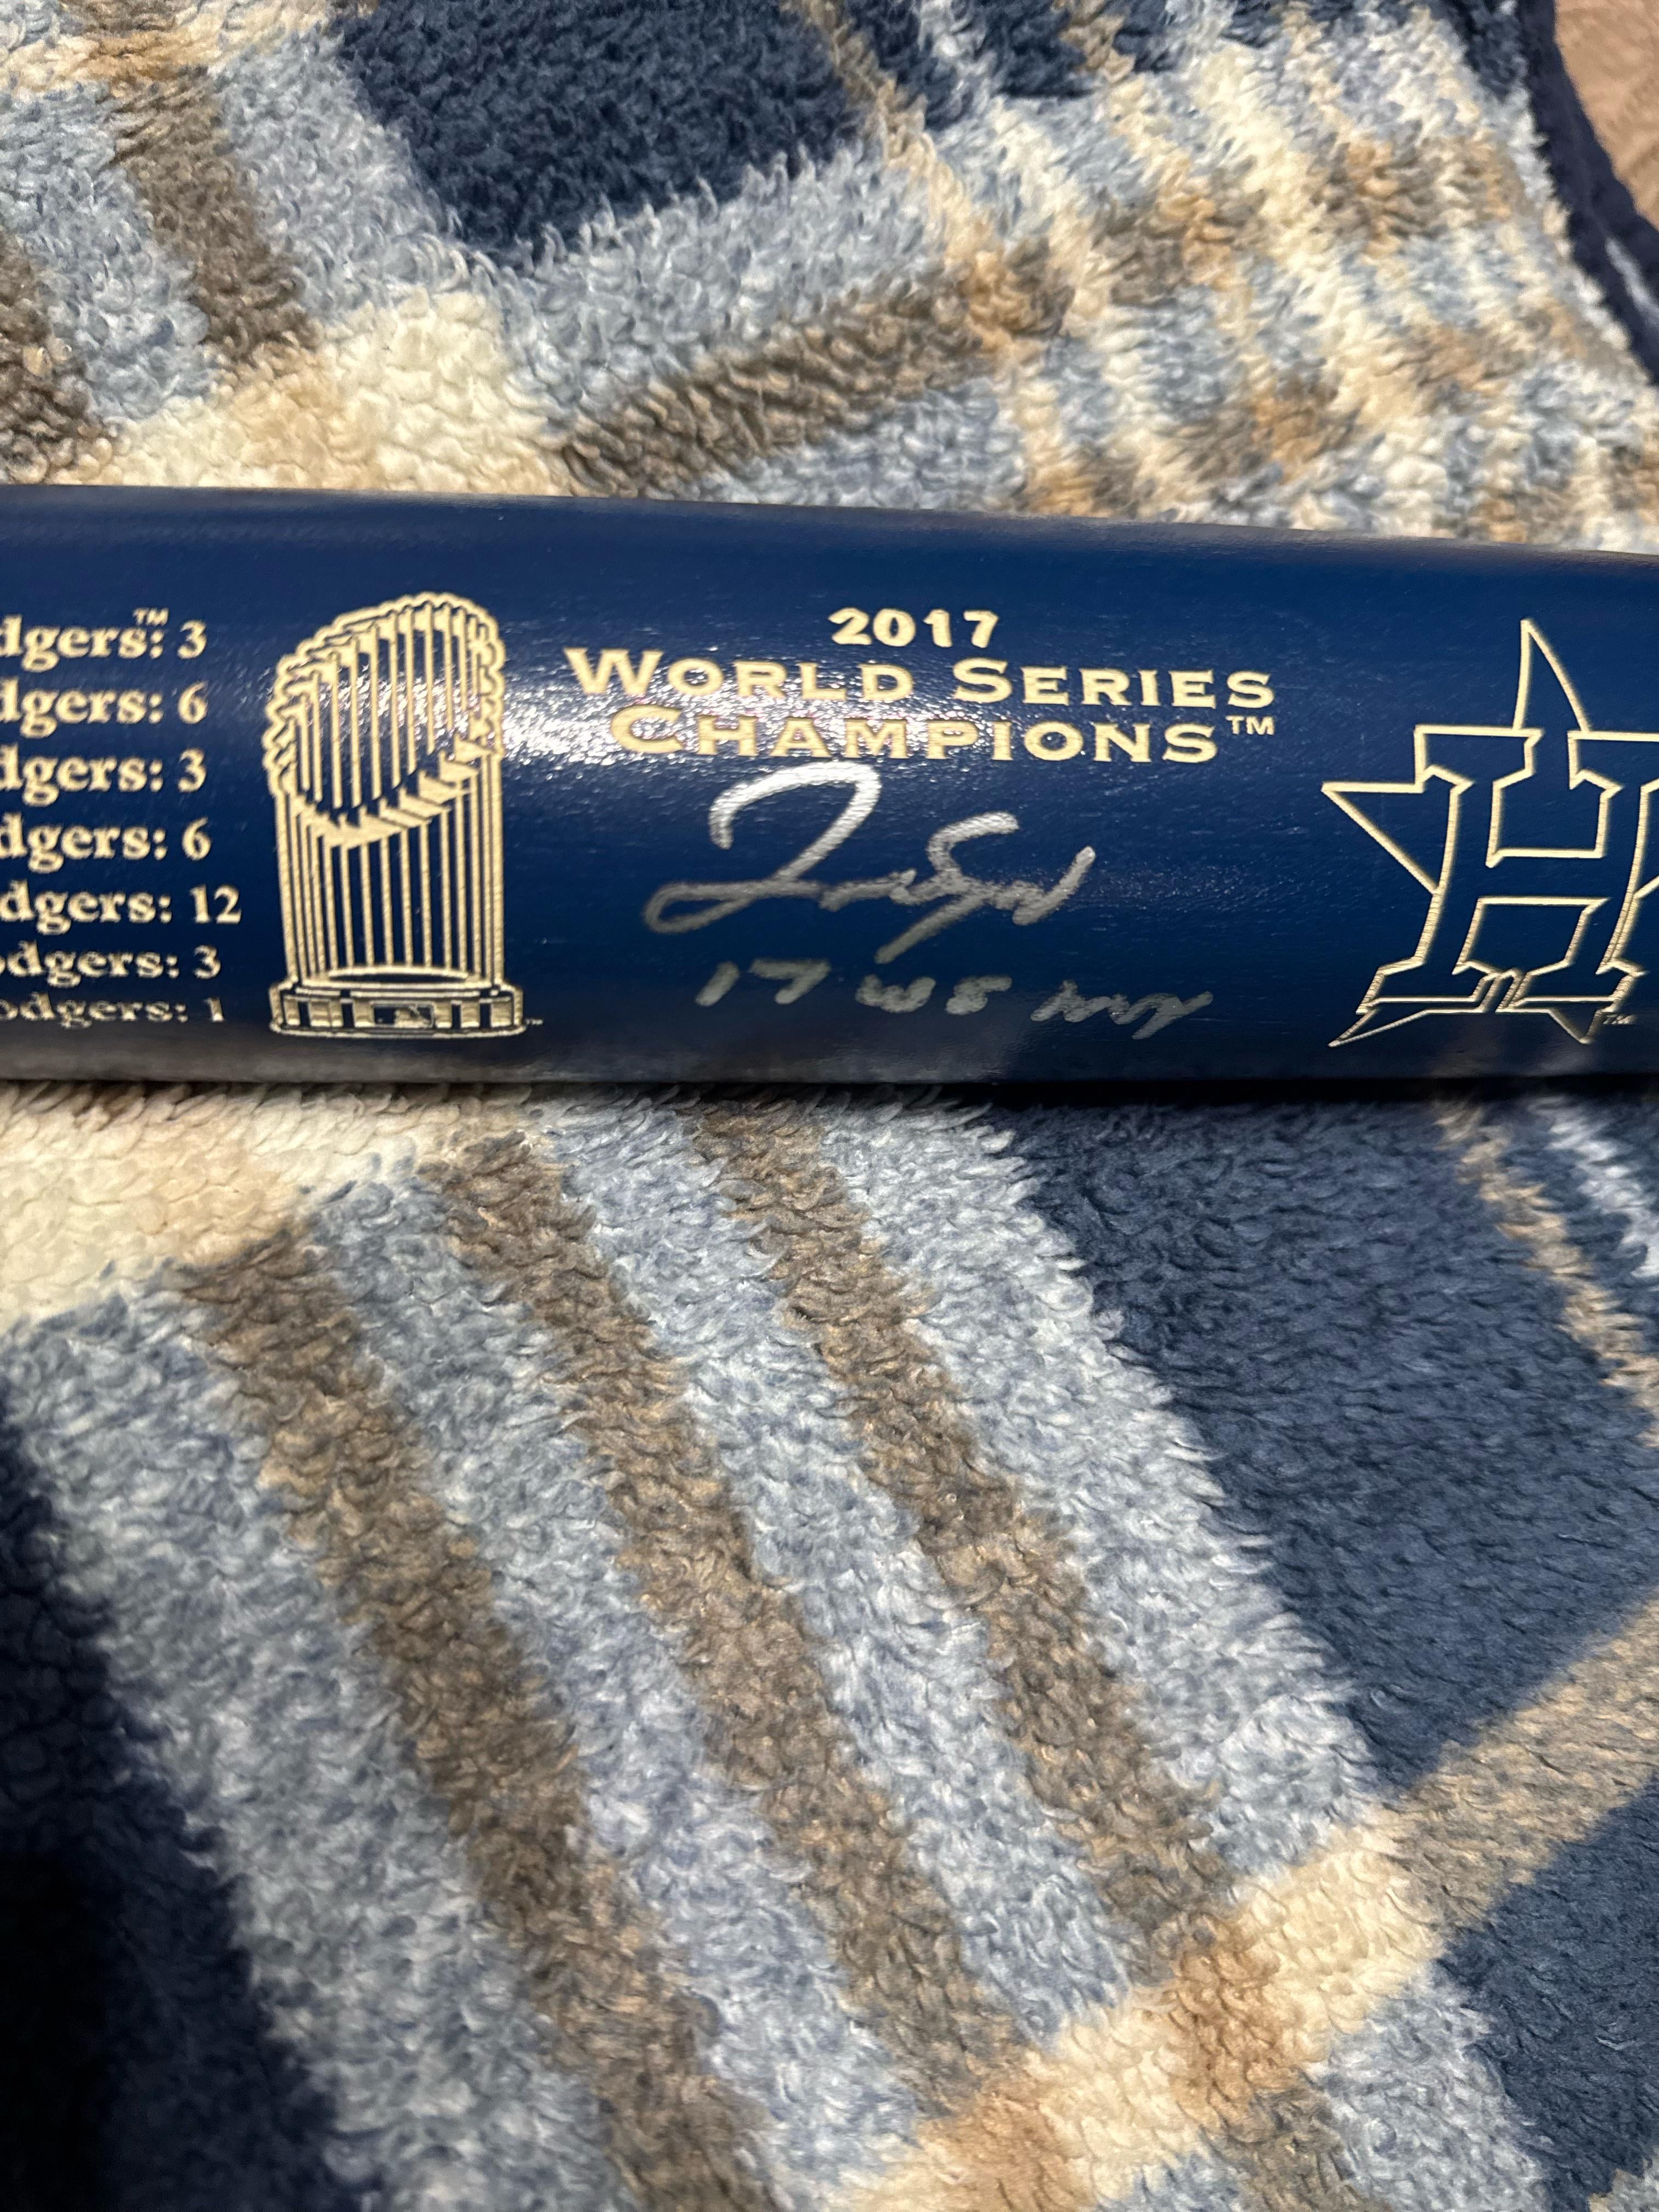 dgers:™ 3
dgers: 6
dgers: 3
dgers: 6
dgers: 12
odgers: 3
odgers: 1
2017
WORLD SERIES
CHAMPIONS™
17 WS MVP
H